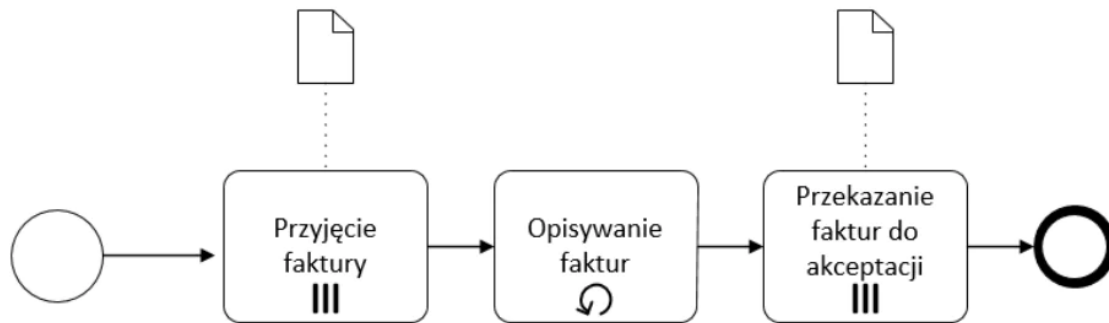 Przyjęcie
faktury
Opisywanie
faktur
Przekazanie
faktur do
akceptacji